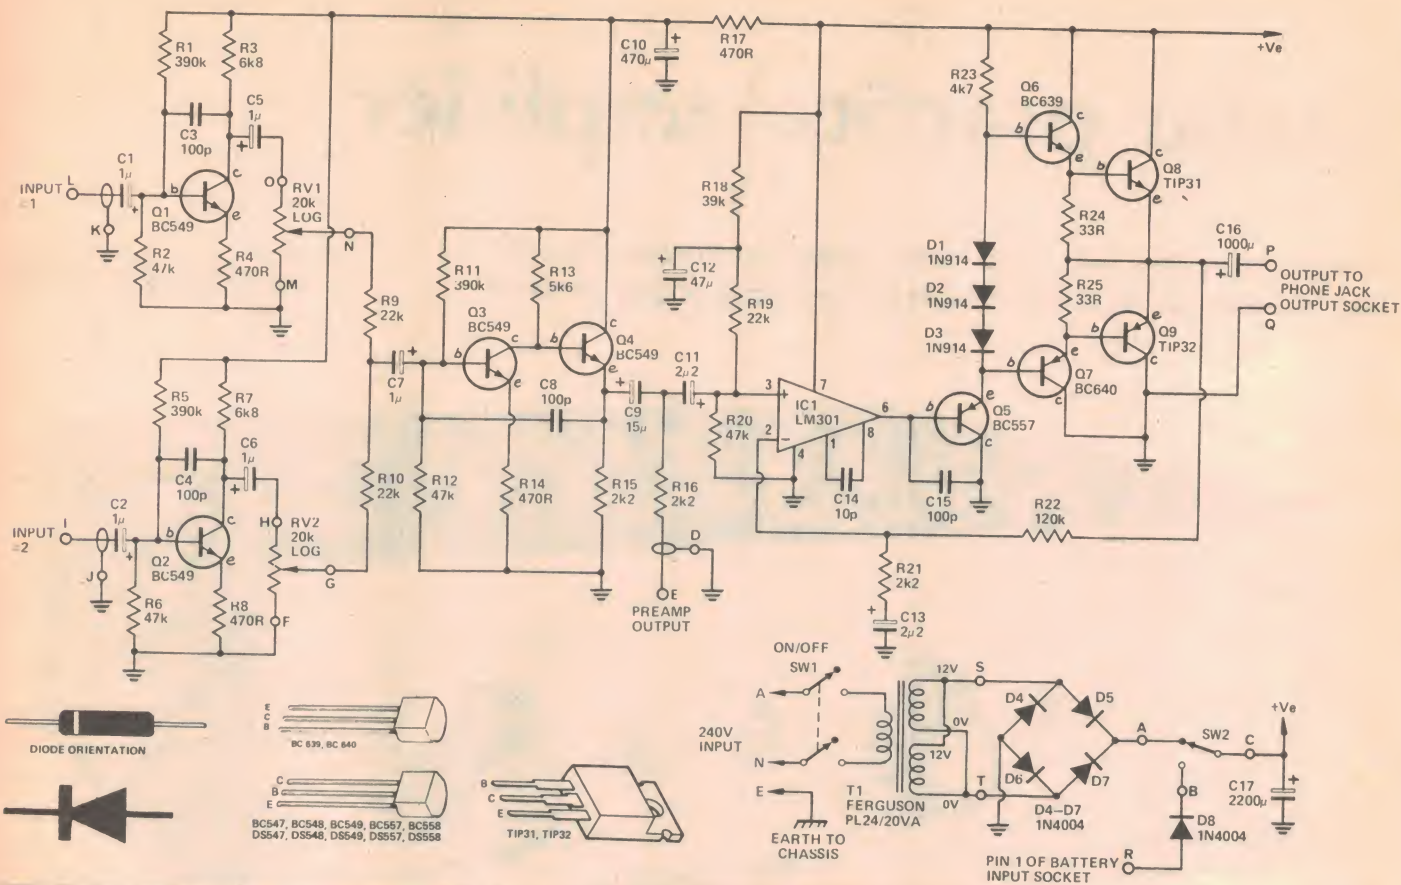 R1
390k
R3
6k8
C5
1µ
+
C3
100p
C1
1µ
+
INPUT
=1
L
K
b
c
e
Q1
BC549
R2
47k
R4
470R
O
RV1
20k
LOG
N
M
R5
390k
R7
6k8
C6
1µ
+
C4
100p
C2
1µ
+
INPUT
=2
I
J
b
c
e
Q2
BC549
R6
47k
R8
470R
H
RV2
20k
LOG
G
F
R9
22k
R10
22k
C7
1µ
+
R11
390k
R13
5k6
Q3
BC549
b
c
e
Q4
BC549
b
c
e
C8
100p
R12
47k
R14
470R
R15
2k2
C9
15µ
+
C11
2µ2
+
R16
2k2
D
E
PREAMP
OUTPUT
C10
470µ
+
R17
470R
R18
39k
C12
47µ
+
R19
22k
R20
47k
3
+
2
−
IC1
LM301
7
6
4
1
8
C14
10p
C15
100p
b
e
c
Q5
BC557
R21
2k2
C13
2µ2
+
R22
120k
R23
4k7
D1
1N914
D2
1N914
D3
1N914
Q6
BC639
b
c
e
Q7
BC640
b
e
c
R24
33R
R25
33R
Q8
TIP31
b
c
e
Q9
TIP32
b
e
c
+Ve
C16
1000µ
+
P
OUTPUT TO
PHONE JACK
OUTPUT SOCKET
Q
DIODE ORIENTATION
E
C
B
BC 639, BC 640
C
B
E
BC547, BC548, BC549, BC557, BC558
DS547, DS548, DS549, DS557, DS558
B
C
E
TIP31, TIP32
ON/OFF
SW1
A
240V
INPUT
N
E
EARTH TO
CHASSIS
T1
FERGUSON
PL24/20VA
12V
0V
12V
0V
S
T
D4
D5
D6
D7
D4–D7
1N4004
A
SW2
C
B
+Ve
C17
2200µ
+
D8
1N4004
PIN 1 OF BATTERY
INPUT SOCKET
R